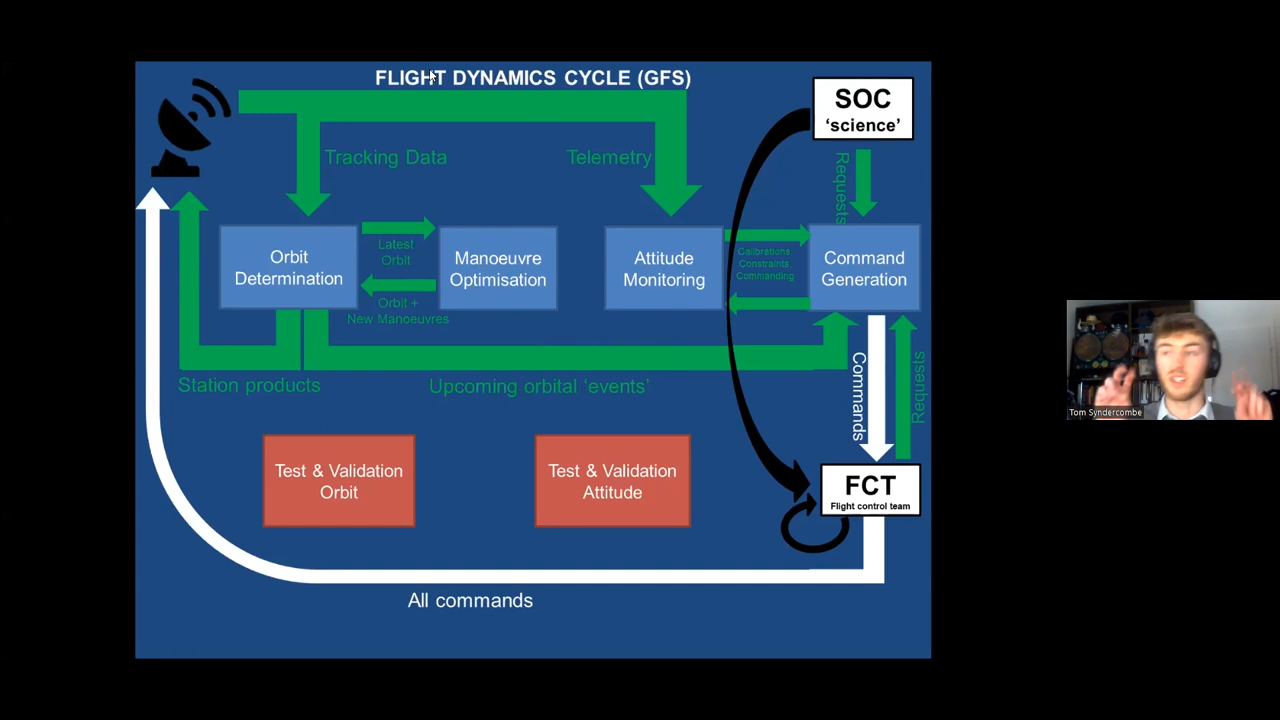 FLIGHT DYNAMICS CYCLE (GFS)
SOC
'science'
Tracking Data
Telemetry
Requests
Orbit
Determination
Latest
Orbit
Orbit +
New Manoeuvres
Manoeuvre
Optimisation
Attitude
Monitoring
Calibrations,
Constraints,
Commanding
Command
Generation
Station products
Upcoming orbital 'events'
Commands
Requests
Test & Validation
Orbit
Test & Validation
Attitude
FCT
Flight control team
All commands
Tom Syndercombe